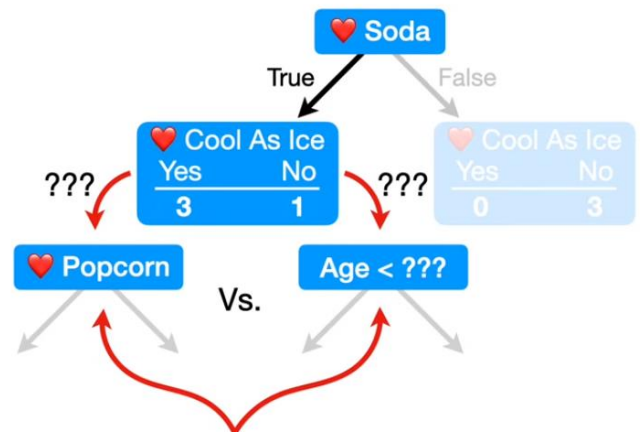 ❤️ Soda
True
False
❤️ Cool As Ice
Yes No
3 1
❤️ Cool As Ice
Yes No
0 3
???
???
❤️ Popcorn
Vs.
Age < ???